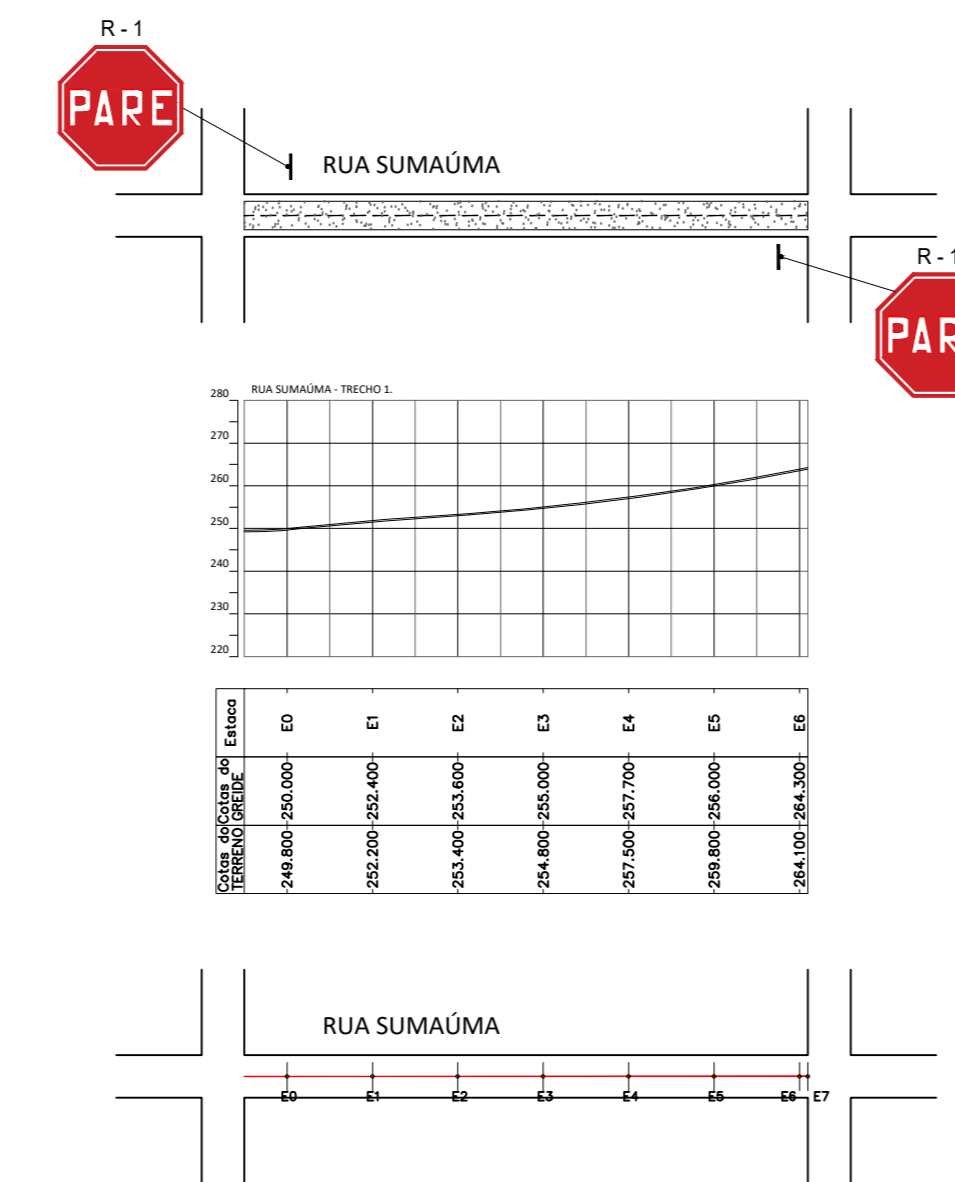 R - 1
PARE
RUA SUMAÚMA
R - 1
PAR
RUA SUMAÚMA - TRECHO 1.
280
270
260
250
240
230
220
Estaca E0 E1 E2 E3 E4 E5 E6
Cotas do GREIDE 250.000 252.400 253.600 255.000 257.700 256.000 264.300
Cotas do TERRENO 249.800 252.200 253.400 254.800 257.500 259.800 264.100
RUA SUMAÚMA
E0 E1 E2 E3 E4 E5 E6 E7